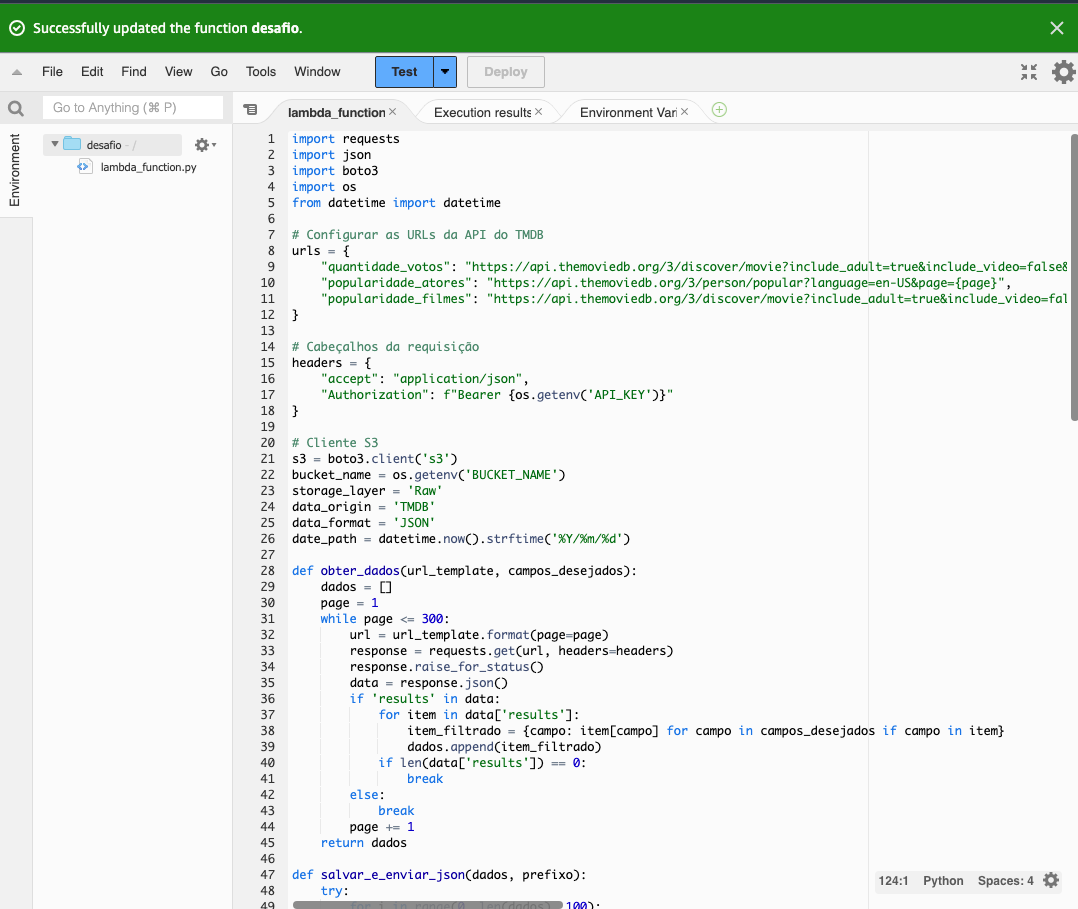 Successfully updated the function desafio.
File Edit Find View Go Tools Window Test Deploy
Go to Anything (⌘ P)
lambda_function Execution results Environment Vari
Environment
desafio - /
lambda_function.py
1 import requests
2 import json
3 import boto3
4 import os
5 from datetime import datetime
6
7 # Configurar as URLs da API do TMDB
8 urls = {
9     "quantidade_votos": "https://api.themoviedb.org/3/discover/movie?include_adult=true&include_video=false&
10     "popularidade_atores": "https://api.themoviedb.org/3/person/popular?language=en-US&page={page}",
11     "popularidade_filmes": "https://api.themoviedb.org/3/discover/movie?include_adult=true&include_video=fal
12 }
13
14 # Cabeçalhos da requisição
15 headers = {
16     "accept": "application/json",
17     "Authorization": f"Bearer {os.getenv('API_KEY')}"
18 }
19
20 # Cliente S3
21 s3 = boto3.client('s3')
22 bucket_name = os.getenv('BUCKET_NAME')
23 storage_layer = 'Raw'
24 data_origin = 'TMDB'
25 data_format = 'JSON'
26 date_path = datetime.now().strftime('%Y/%m/%d')
27
28 def obter_dados(url_template, campos_desejados):
29     dados = []
30     page = 1
31     while page <= 300:
32         url = url_template.format(page=page)
33         response = requests.get(url, headers=headers)
34         response.raise_for_status()
35         data = response.json()
36         if 'results' in data:
37             for item in data['results']:
38                 item_filtrado = {campo: item[campo] for campo in campos_desejados if campo in item}
39                 dados.append(item_filtrado)
40             if len(data['results']) == 0:
41                 break
42         else:
43             break
44         page += 1
45     return dados
46
47 def salvar_e_enviar_json(dados, prefixo):
48     try:
49         for i in range(0, len(dados), 100):
124:1 Python Spaces: 4